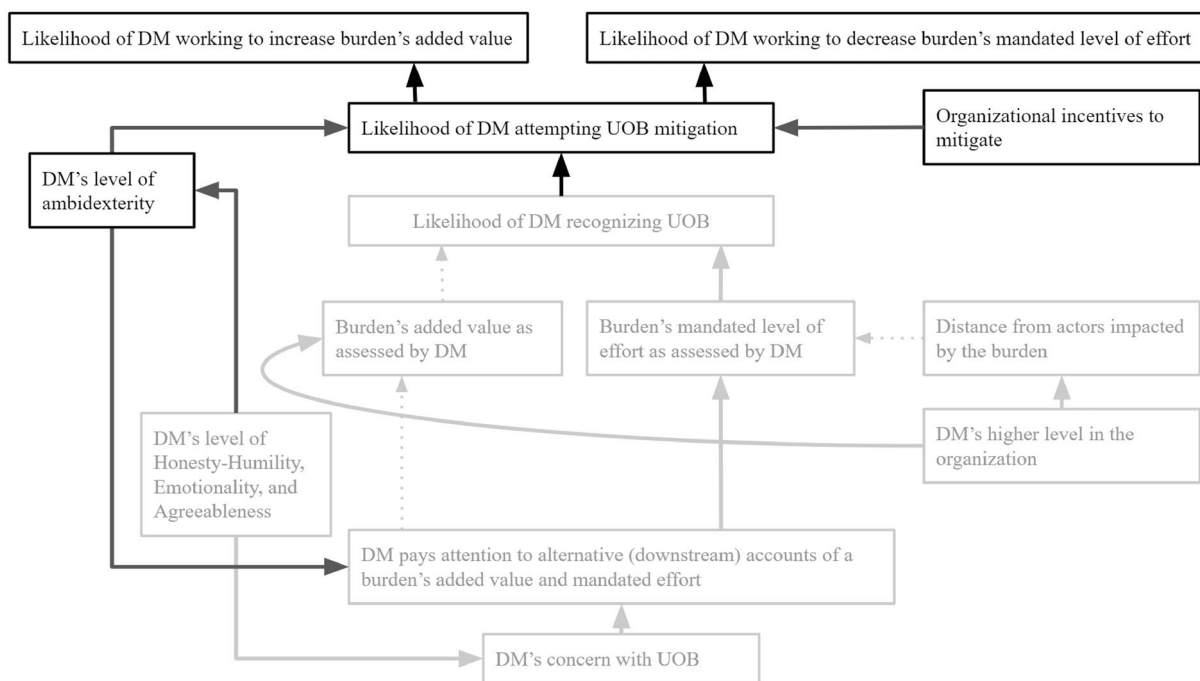 Likelihood of DM working to increase burden’s added value
Likelihood of DM working to decrease burden’s mandated level of effort
Likelihood of DM attempting UOB mitigation
Organizational incentives to
mitigate
DM’s level of
ambidexterity
Likelihood of DM recognizing UOB
Burden’s added value as
assessed by DM
Burden’s mandated level of
effort as assessed by DM
Distance from actors impacted
by the burden
DM’s level of
Honesty-Humility,
Emotionality, and
Agreeableness
DM’s higher level in the
organization
DM pays attention to alternative (downstream) accounts of a
burden’s added value and mandated effort
DM’s concern with UOB